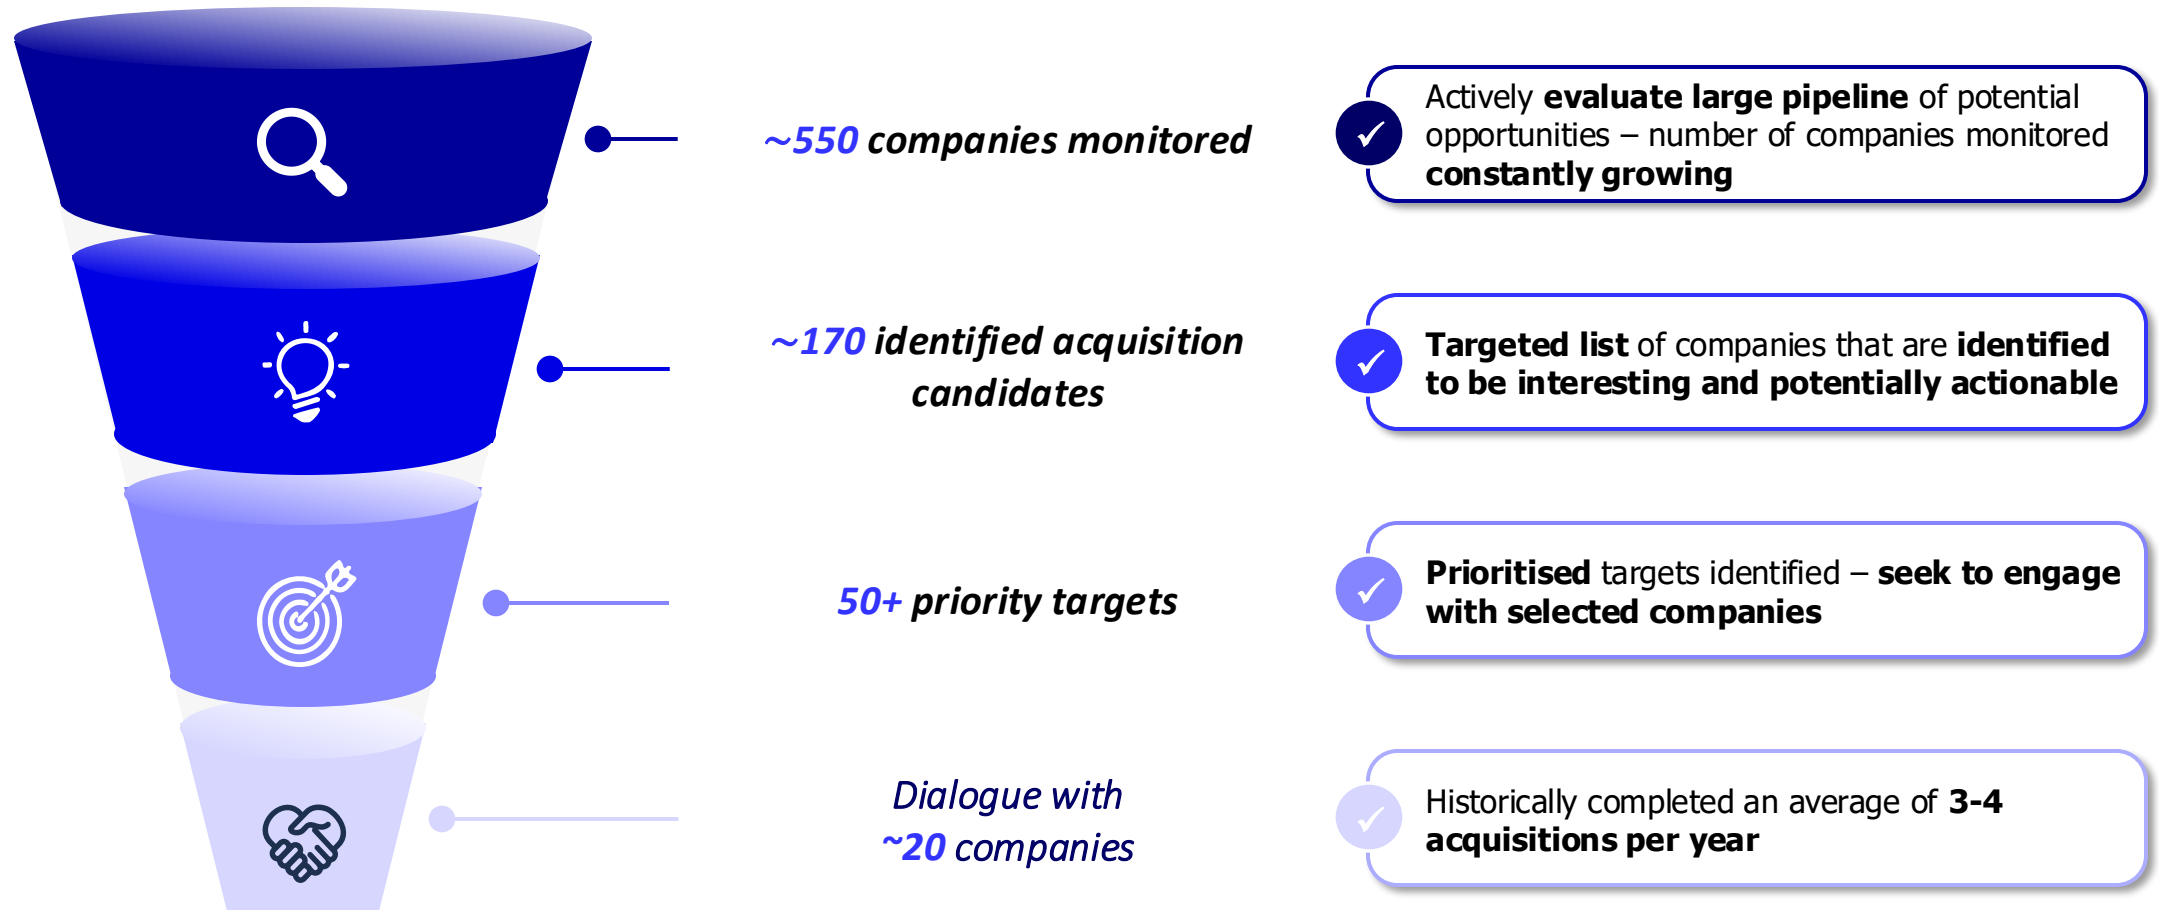 ~550 companies monitored
Actively evaluate large pipeline of potential
opportunities – number of companies monitored
constantly growing
~170 identified acquisition
candidates
Targeted list of companies that are identified
to be interesting and potentially actionable
50+ priority targets
Prioritised targets identified – seek to engage
with selected companies
Dialogue with
~20 companies
Historically completed an average of 3-4
acquisitions per year